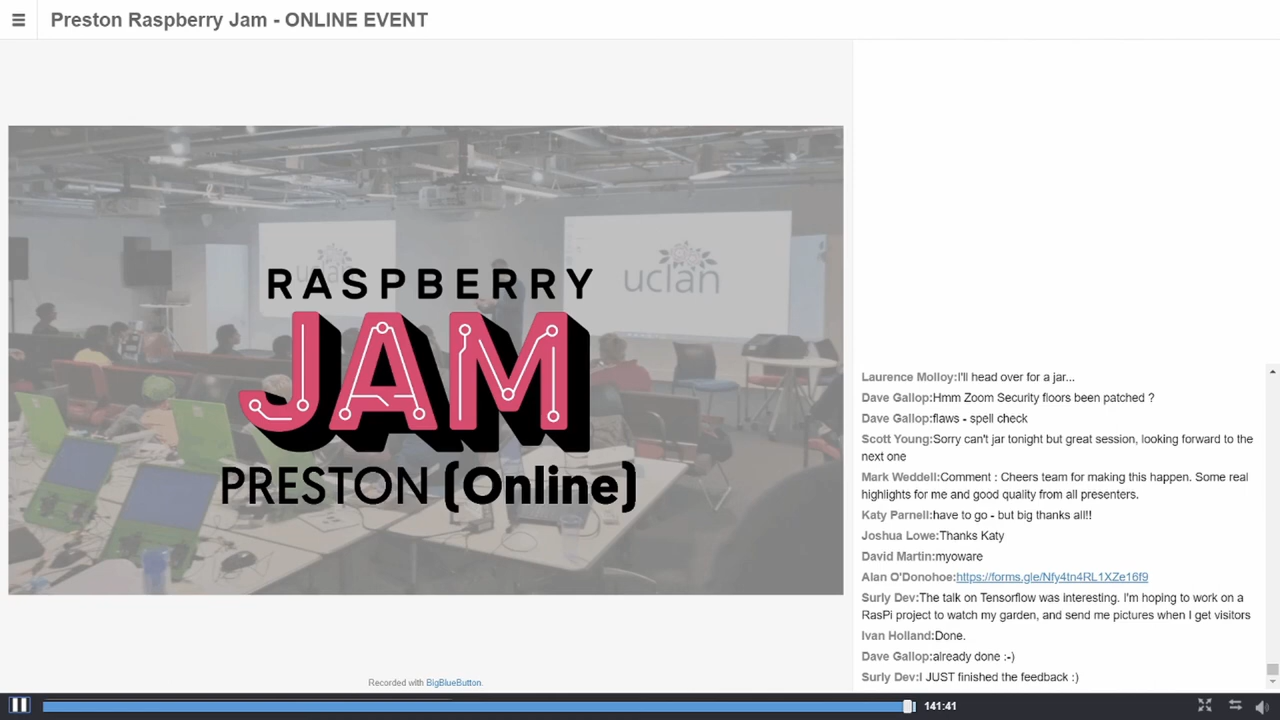 Preston Raspberry Jam - ONLINE EVENT
uclan
uclan
RASPBERRY
JAM
PRESTON (Online)
Recorded with BigBlueButton.
Laurence Molloy:I'll head over for a jar...
Dave Gallop:Hmm Zoom Security floors been patched ?
Dave Gallop:flaws - spell check
Scott Young:Sorry can't jar tonight but great session, looking forward to the
next one
Mark Weddell:Comment : Cheers team for making this happen. Some real
highlights for me and good quality from all presenters.
Katy Parnell:have to go - but big thanks all!!
Joshua Lowe:Thanks Katy
David Martin:myoware
Alan O'Donohoe:https://forms.gle/Nfy4tn4RL1XZe16f9
Surly Dev:The talk on Tensorflow was interesting. I'm hoping to work on a
RasPi project to watch my garden, and send me pictures when I get visitors
Ivan Holland:Done.
Dave Gallop:already done :-)
Surly Dev:I JUST finished the feedback :)
141:41